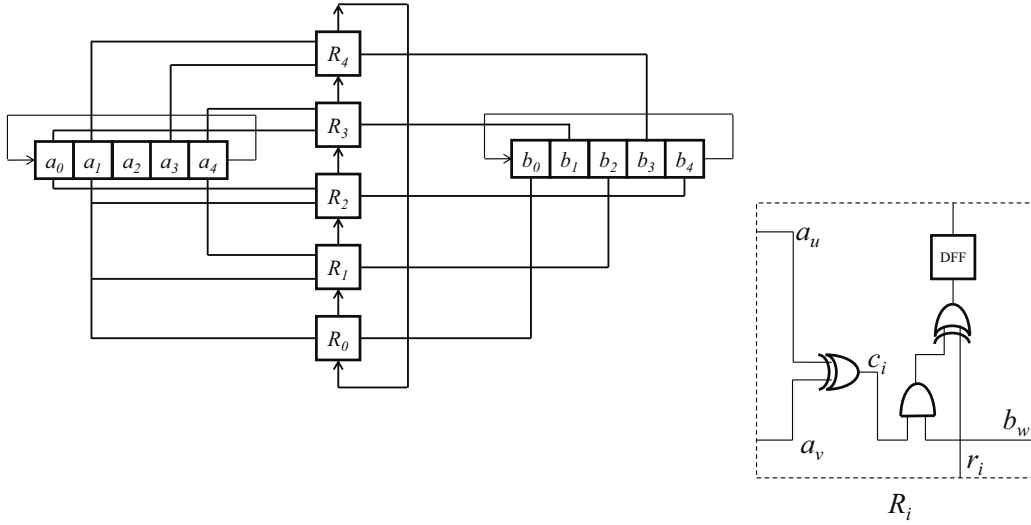 R4
R3
a0 a1 a2 a3 a4
b0 b1 b2 b3 b4
R2
R1
R0
au
DFF
ci
bw
av
ri
Ri